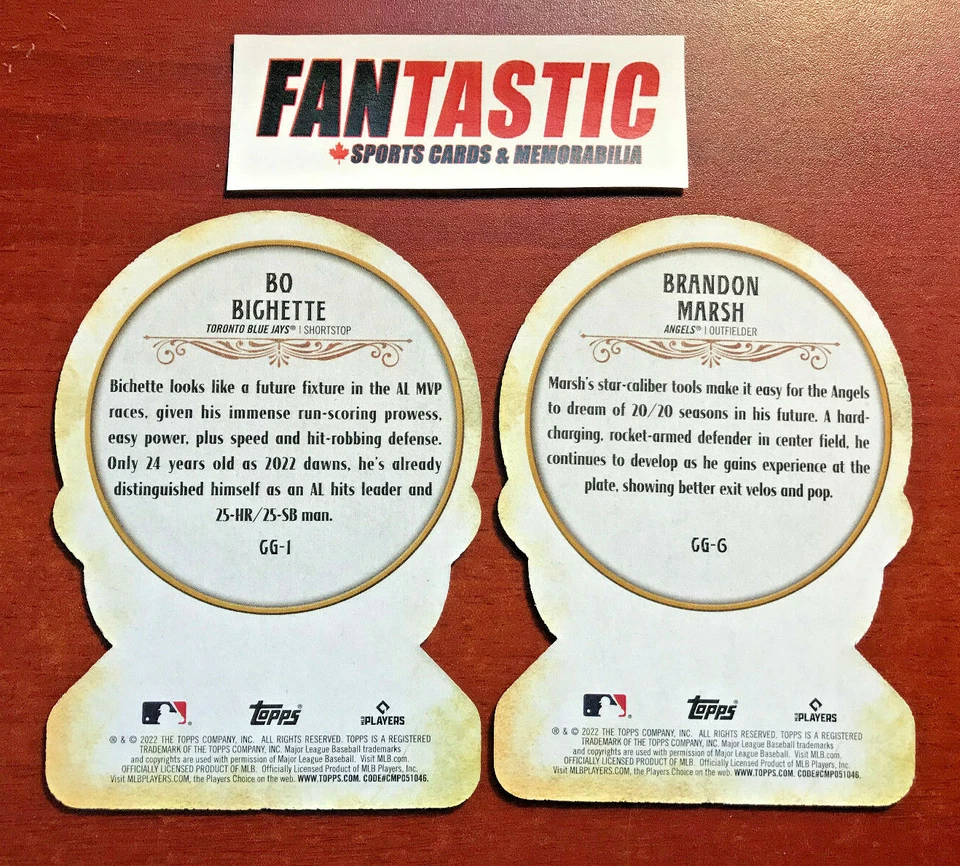 FANTASTIC
SPORTS CARDS & MEMORABILIA
BO
BICHETTE
TORONTO BLUE JAYS® | SHORTSTOP
Bichette looks like a future fixture in the AL MVP
races, given his immense run-scoring prowess,
easy power, plus speed and hit-robbing defense.
Only 24 years old as 2022 dawns, he's already
distinguished himself as an AL hits leader and
25-HR/25-SB man.
GG-1
Topps®
MLB PLAYERS
® & © 2022 THE TOPPS COMPANY, INC. ALL RIGHTS RESERVED. TOPPS IS A REGISTERED
TRADEMARK OF THE TOPPS COMPANY, INC. Major League Baseball trademarks
and copyrights are used with permission of Major League Baseball. Visit MLB.com.
OFFICIALLY LICENSED PRODUCT OF MLB. Officially Licensed Product of MLB Players, Inc.
Visit MLBPLAYERS.COM, the Players Choice on the web. WWW.TOPPS.COM. CODE#CMP051046.
BRANDON
MARSH
ANGELS® | OUTFIELDER
Marsh's star-caliber tools make it easy for the Angels
to dream of 20/20 seasons in his future. A hard-
charging, rocket-armed defender in center field, he
continues to develop as he gains experience at the
plate, showing better exit velos and pop.
GG-6
Topps®
MLB PLAYERS
® & © 2022 THE TOPPS COMPANY, INC. ALL RIGHTS RESERVED. TOPPS IS A REGISTERED
TRADEMARK OF THE TOPPS COMPANY, INC. Major League Baseball trademarks
and copyrights are used with permission of Major League Baseball. Visit MLB.com.
OFFICIALLY LICENSED PRODUCT OF MLB. Officially Licensed Product of MLB Players, Inc.
Visit MLBPLAYERS.COM, the Players Choice on the web. WWW.TOPPS.COM. CODE#CMP051046.